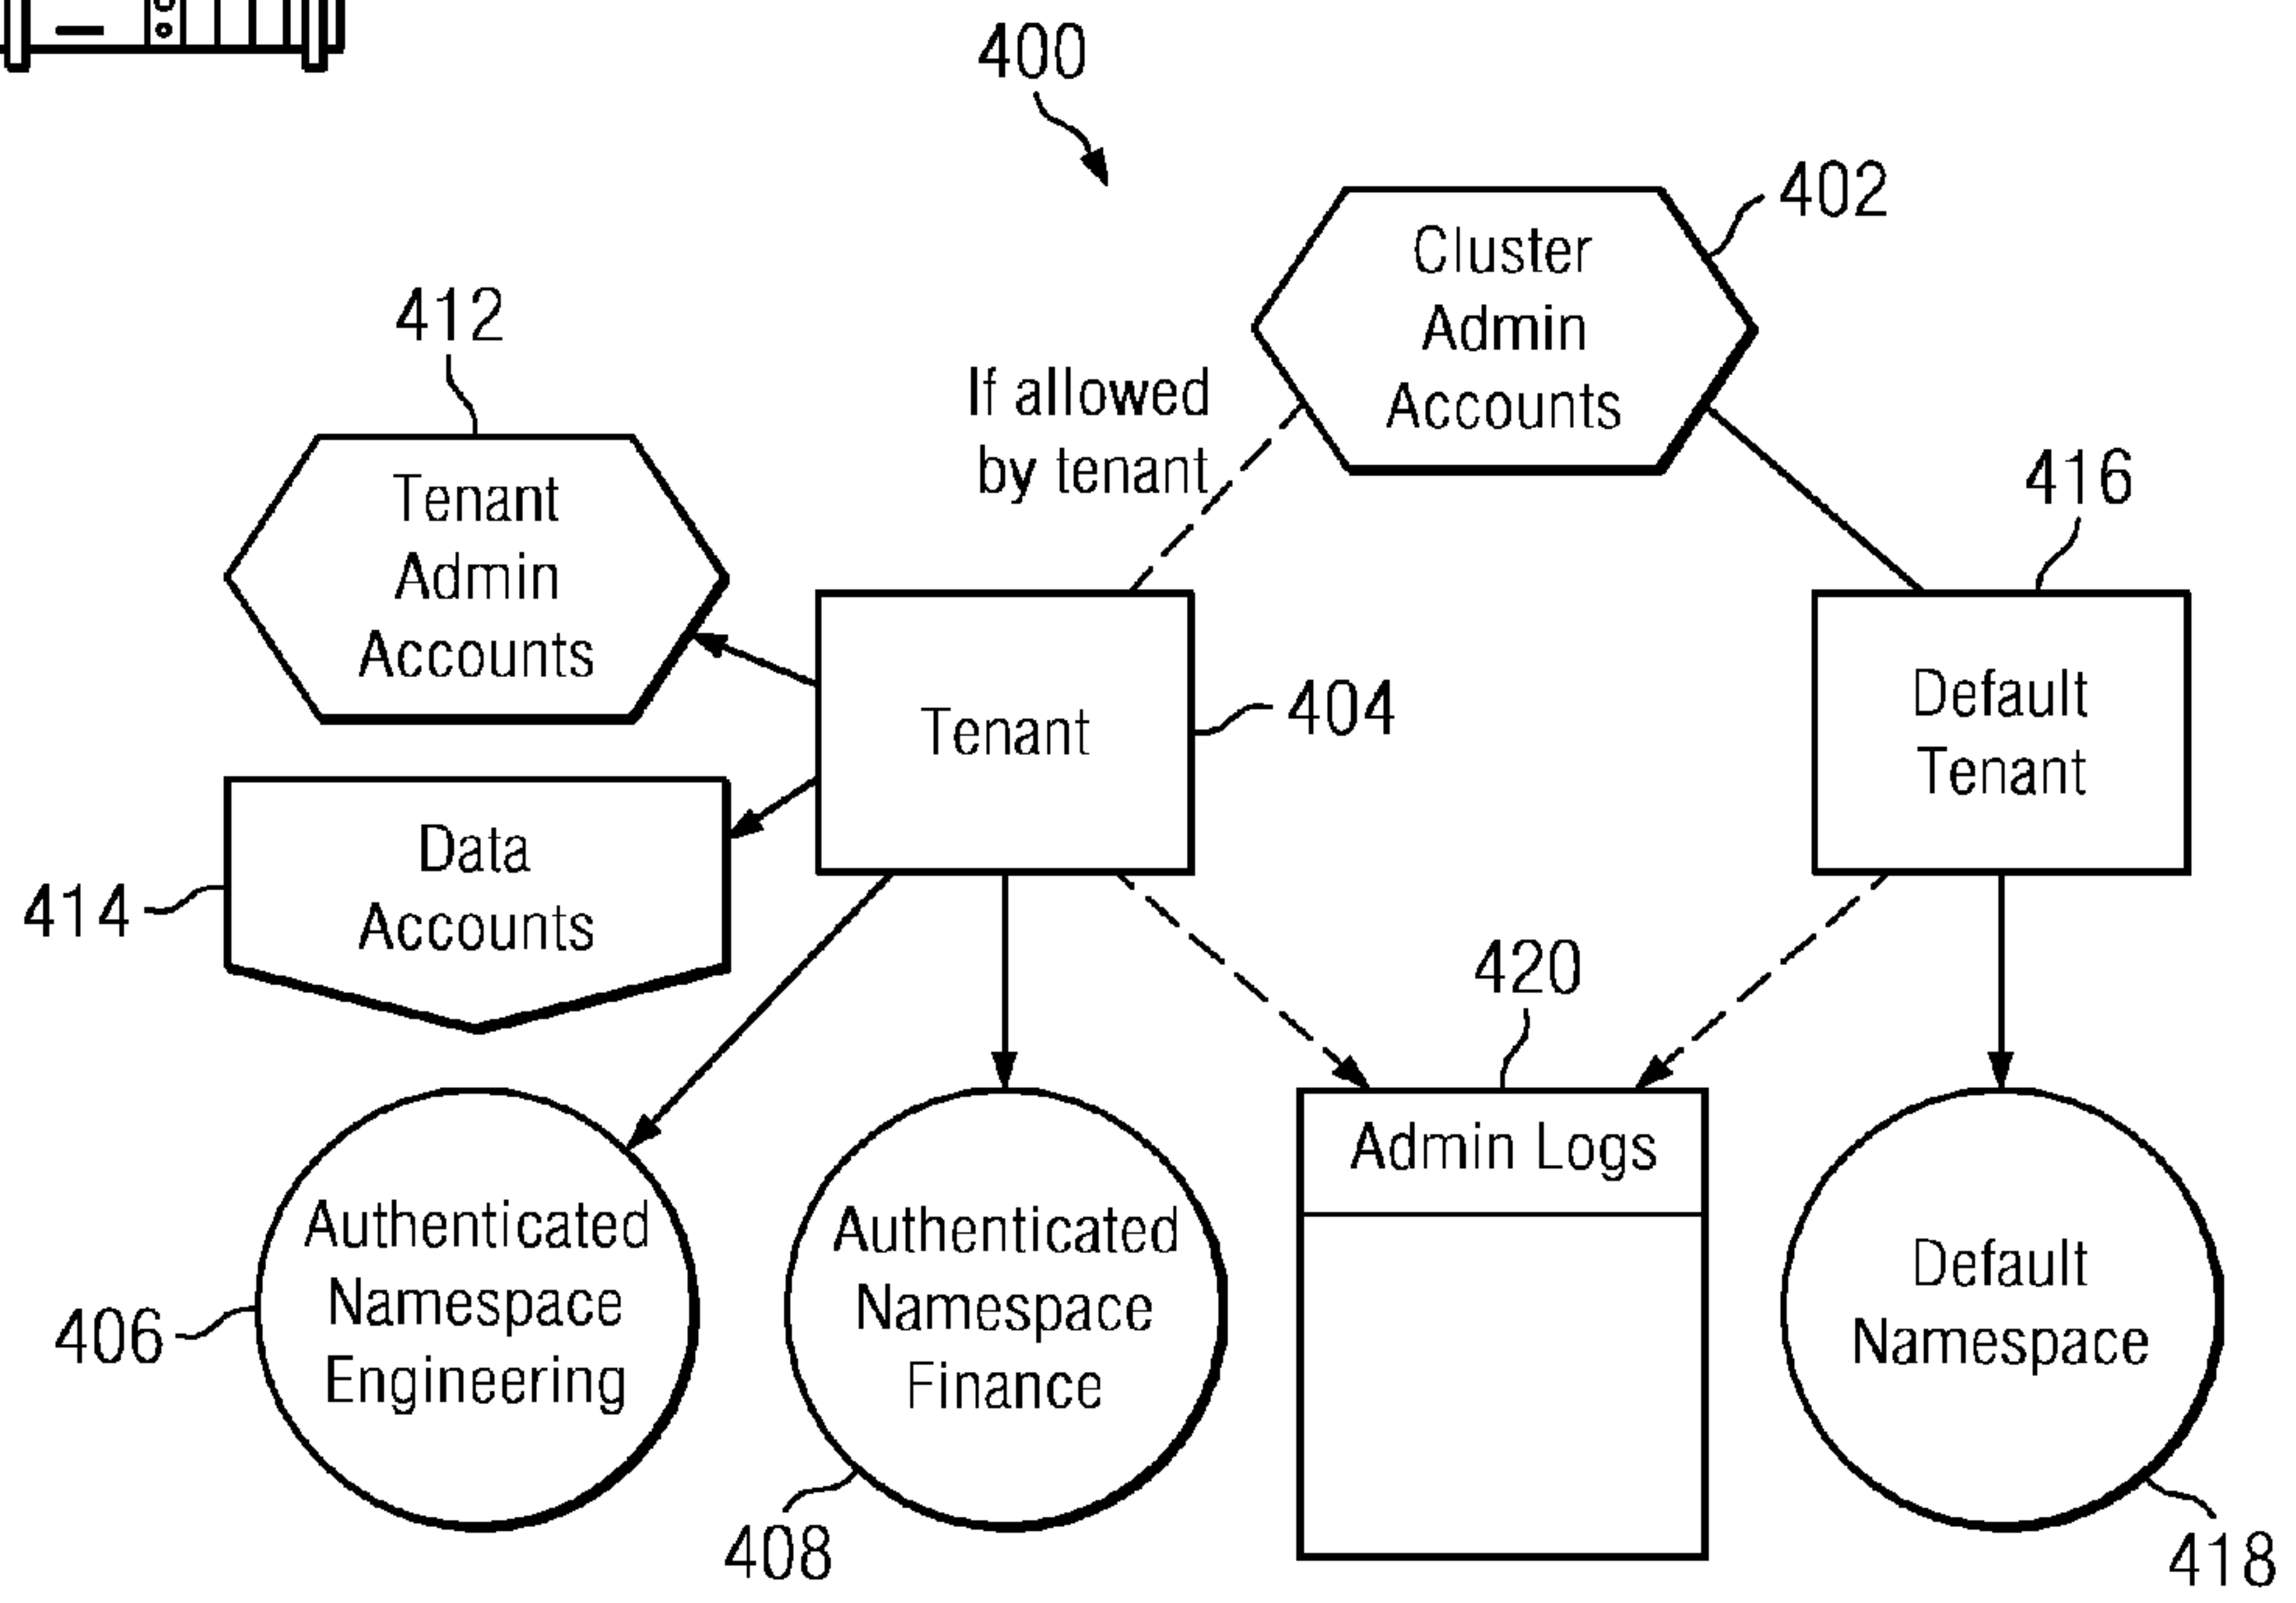 400
402
Cluster
Admin
Accounts
412
If allowed
by tenant
416
Tenant
Admin
Accounts
Tenant
404
Default
Tenant
Data
Accounts
414
420
Admin Logs
Authenticated
Namespace
Engineering
406
Authenticated
Namespace
Finance
408
Default
Namespace
418